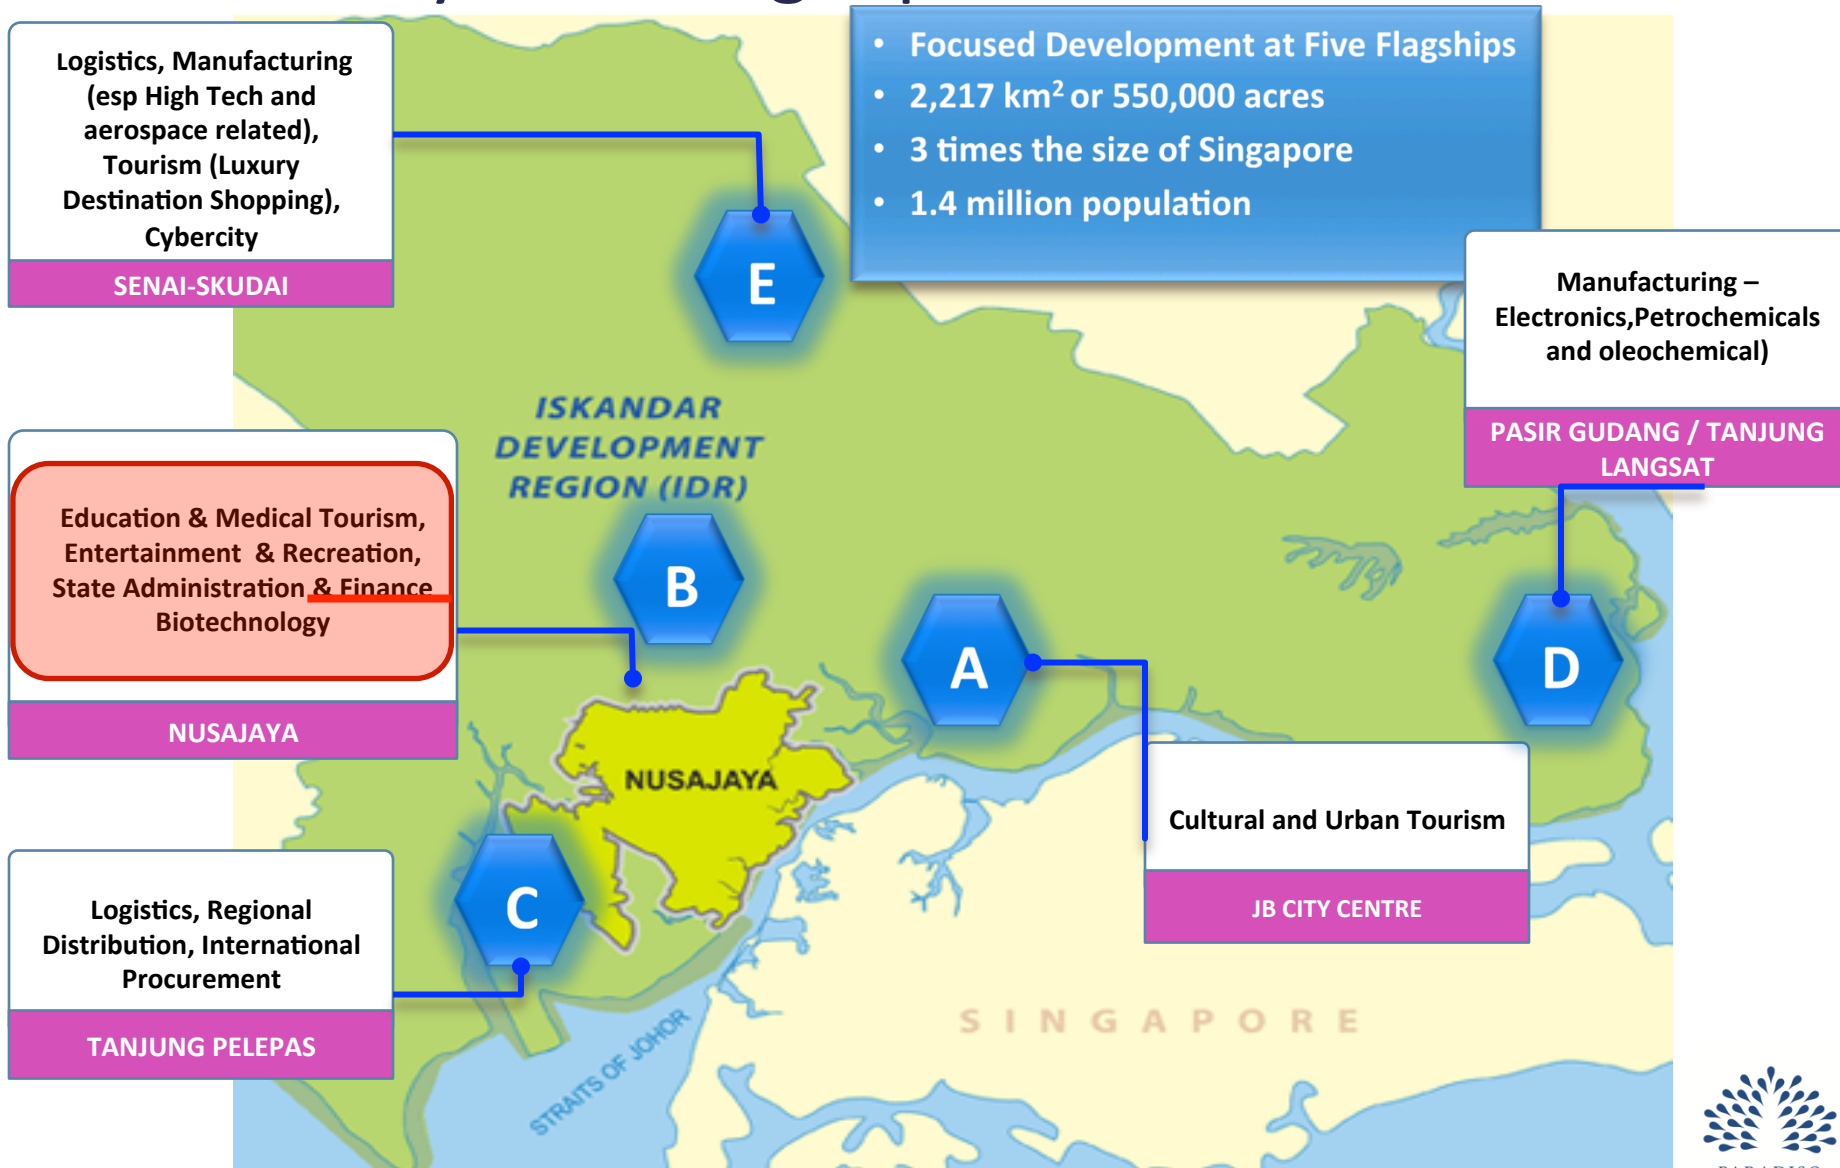 Logistics, Manufacturing
(esp High Tech and
aerospace related),
Tourism (Luxury
Destination Shopping),
Cybercity
SENAI-SKUDAI
• Focused Development at Five Flagships
• 2,217 km² or 550,000 acres
• 3 times the size of Singapore
• 1.4 million population
E
Manufacturing –
Electronics,Petrochemicals
and oleochemical)
PASIR GUDANG / TANJUNG
LANGSAT
ISKANDAR
DEVELOPMENT
REGION (IDR)
Education & Medical Tourism,
Entertainment & Recreation,
State Administration & Finance
Biotechnology
NUSAJAYA
B
A
D
NUSAJAYA
Cultural and Urban Tourism
JB CITY CENTRE
C
Logistics, Regional
Distribution, International
Procurement
TANJUNG PELEPAS
STRAITS OF JOHOR
SINGAPORE
PARADISO